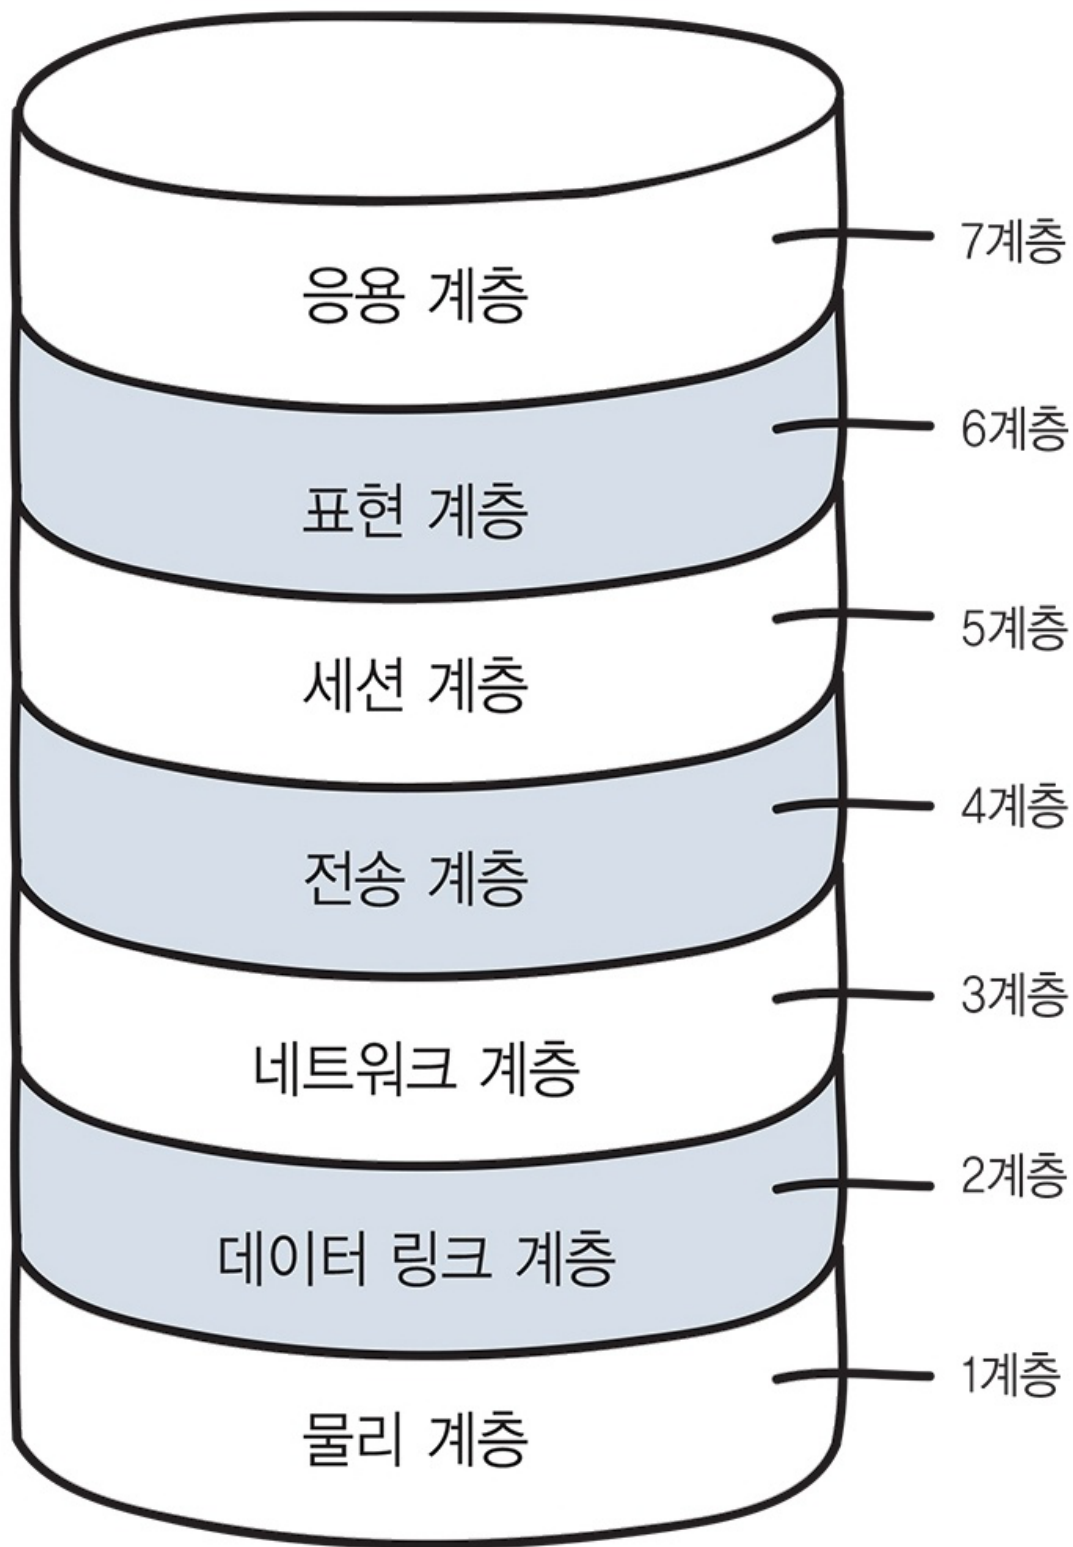 7계층
응용 계층
6계층
표현 계층
5계층
세션 계층
4계층
전송 계층
3계층
네트워크 계층
2계층
데이터 링크 계층
1계층
물리 계층